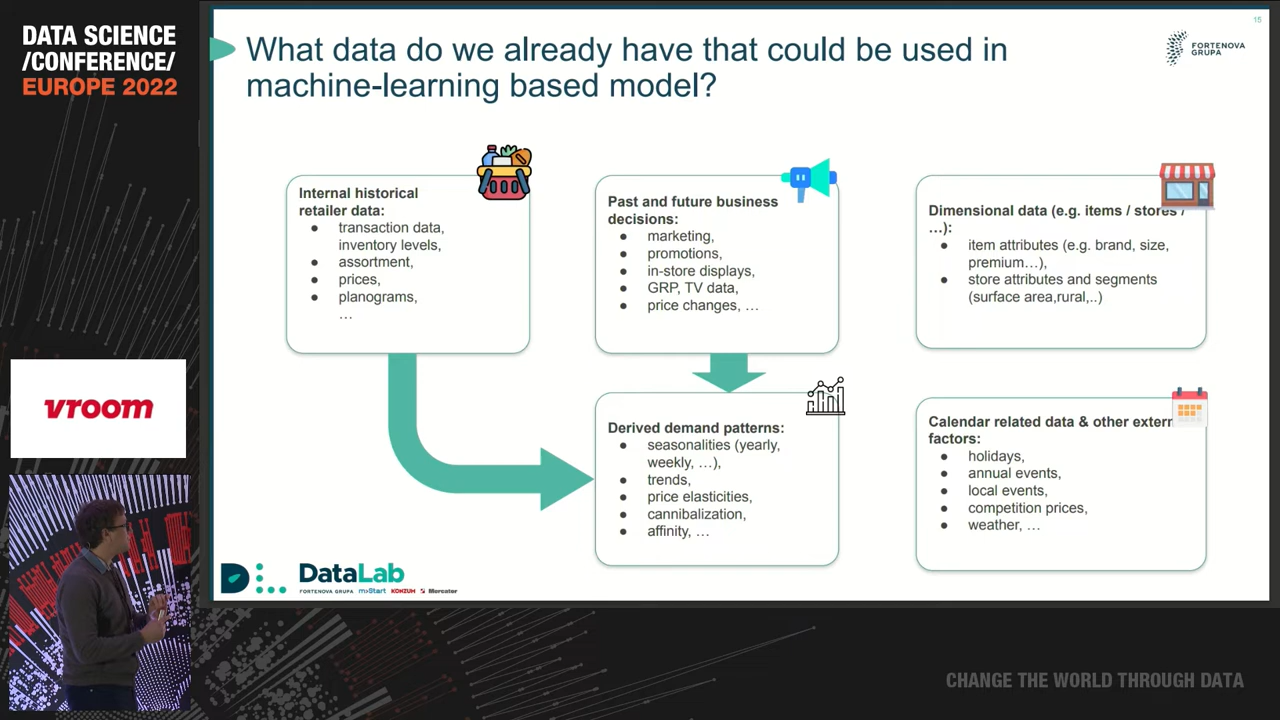 DATA SCIENCE
/CONFERENCE/
EUROPE 2022
15
What data do we already have that could be used in
machine-learning based model?
FORTENOVA
GRUPA
Internal historical
retailer data:
● transaction data,
inventory levels,
● assortment,
● prices,
● planograms,
…
Past and future business
decisions:
● marketing,
● promotions,
● in-store displays,
● GRP, TV data,
● price changes, …
Dimensional data (e.g. items / stores /
…):
● item attributes (e.g. brand, size,
premium…),
● store attributes and segments
(surface area,rural,..)
Derived demand patterns:
● seasonalities (yearly,
weekly, …),
● trends,
● price elasticities,
● cannibalization,
● affinity, …
Calendar related data & other extern
factors:
● holidays,
● annual events,
● local events,
● competition prices,
● weather, …
vroom
DataLab
FORTENOVA GRUPA m>Start KONZUM Mercator
CHANGE THE WORLD THROUGH DATA